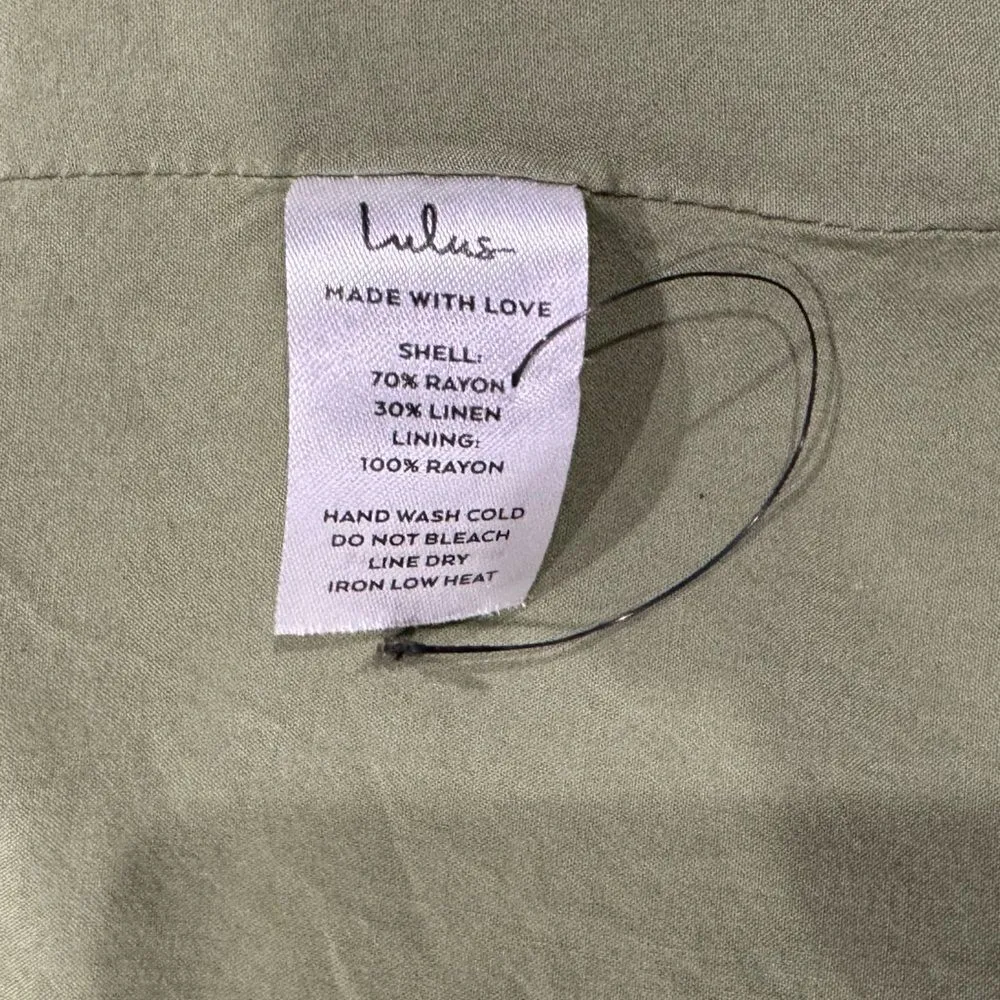 Lulus
MADE WITH LOVE
SHELL:
70% RAYON
30% LINEN
LINING:
100% RAYON
HAND WASH COLD
DO NOT BLEACH
LINE DRY
IRON LOW HEAT